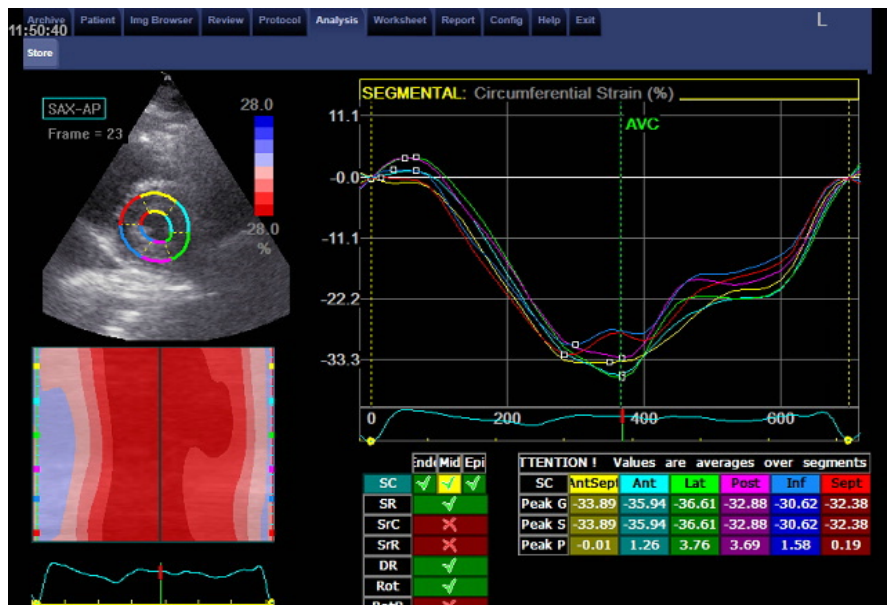 Archive Patient Img Browser Review Protocol Analysis Worksheet Report Config Help Exit L
11:50:40
Store
SAX-AP
Frame = 23
28.0
-28.0
%
SEGMENTAL: Circumferential Strain (%)
11.1
AVC
-0.0
-11.1
-22.2
-33.3
0 200 400 600
Endo Mid Epi
SC
SR
SrC
SrR
DR
Rot
RotR
TTENTION ! Values are averages over segments
SC AntSept Ant Lat Post Inf Sept
Peak G -33.89 -35.94 -36.61 -32.88 -30.62 -32.38
Peak S -33.89 -35.94 -36.61 -32.88 -30.62 -32.38
Peak P -0.01 1.26 3.76 3.69 1.58 0.19